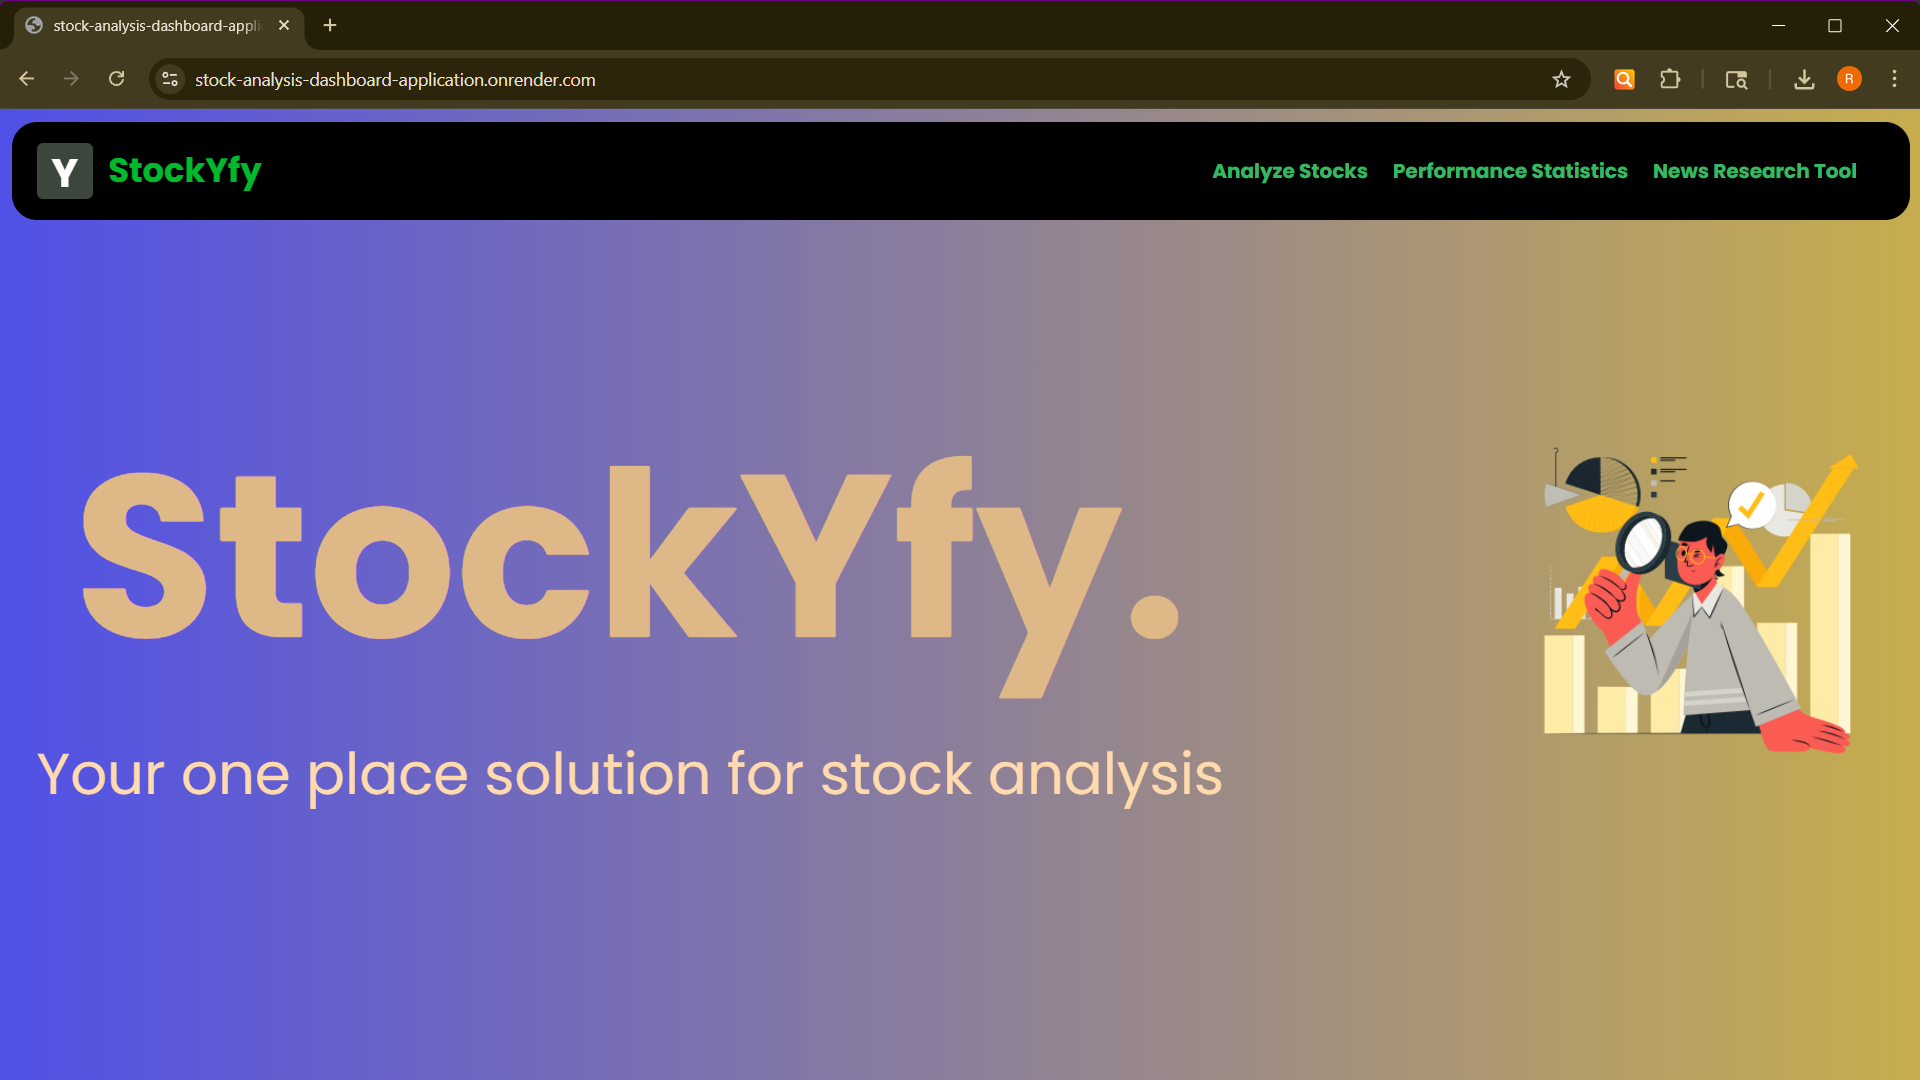 stock-analysis-dashboard-appli
stock-analysis-dashboard-application.onrender.com
R
Y
StockYfy
Analyze Stocks
Performance Statistics
News Research Tool
StockYfy.
Your one place solution for stock analysis